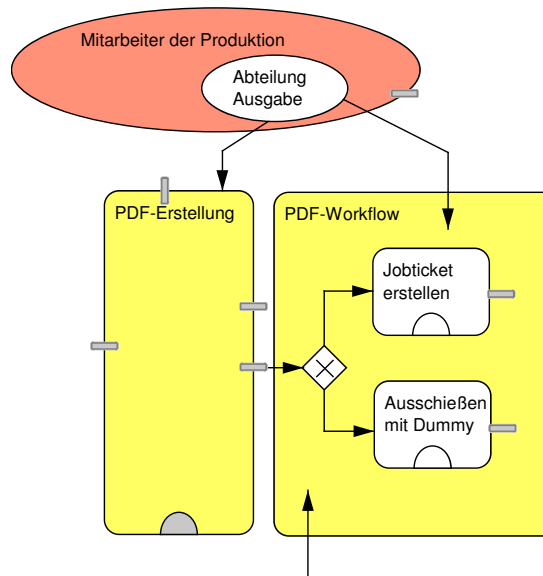 Mitarbeiter der Produktion
Abteilung
Ausgabe
PDF-Erstellung
PDF-Workflow
Jobticket
erstellen
Ausschießen
mit Dummy